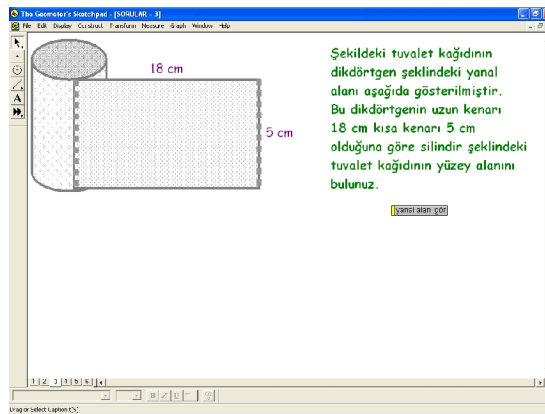 The Geometer's Sketchpad - [SORULAR - 3]
File Edit Display Construct Transform Measure Graph Window Help
18 cm
5 cm
Şekildeki tuvalet kağıdının
dikdörtgen şeklindeki yanal
alanı aşağıda gösterilmiştir.
Bu dikdörtgenin uzun kenarı
18 cm kısa kenarı 5 cm
olduğuna göre silindir şeklindeki
tuvalet kağıdının yüzey alanını
bulunuz.
yanal alan gör
A
1 2 3 4 5 6
B I U
Drag or Select Caption